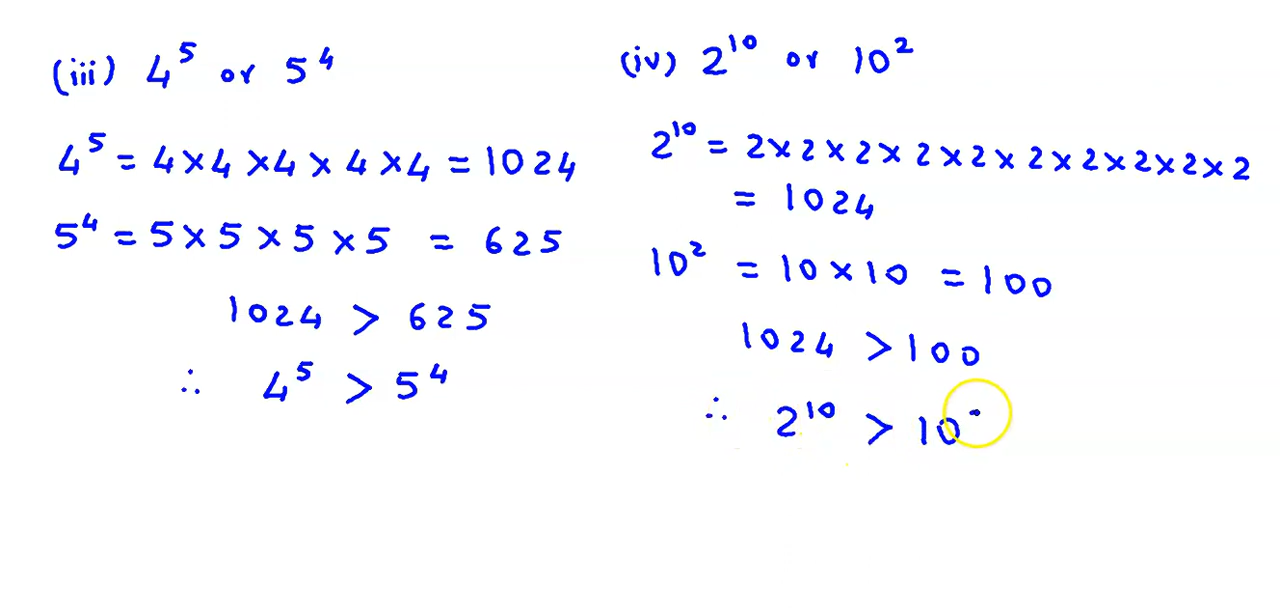 (iii) 4^5 or 5^4
4^5 = 4 × 4 × 4 × 4 × 4 = 1024
5^4 = 5 × 5 × 5 × 5 = 625
1024 > 625
∴ 4^5 > 5^4
(iv) 2^10 or 10^2
2^10 = 2 × 2 × 2 × 2 × 2 × 2 × 2 × 2 × 2 × 2
= 1024
10^2 = 10 × 10 = 100
1024 > 100
∴ 2^10 > 10